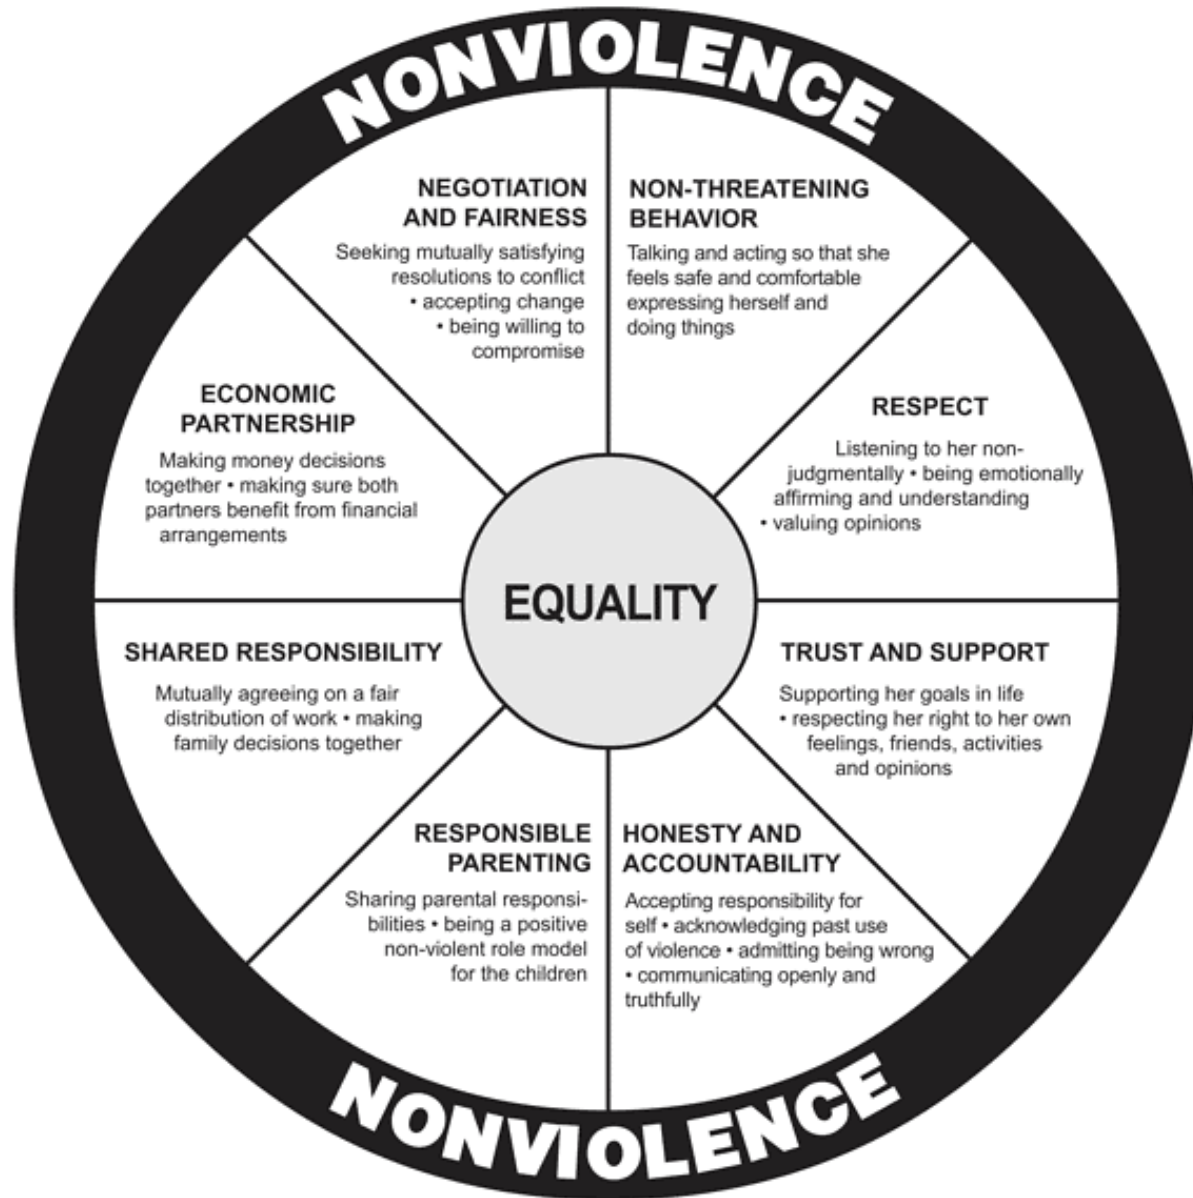 NONVIOLENCE
NEGOTIATION
AND FAIRNESS
Seeking mutually satisfying
resolutions to conflict
• accepting change
• being willing to
compromise
NON-THREATENING
BEHAVIOR
Talking and acting so that she
feels safe and comfortable
expressing herself and
doing things
ECONOMIC
PARTNERSHIP
Making money decisions
together • making sure both
partners benefit from financial
arrangements
RESPECT
Listening to her non-
judgmentally • being emotionally
affirming and understanding
• valuing opinions
EQUALITY
SHARED RESPONSIBILITY
Mutually agreeing on a fair
distribution of work • making
family decisions together
TRUST AND SUPPORT
Supporting her goals in life
• respecting her right to her own
feelings, friends, activities
and opinions
RESPONSIBLE
PARENTING
Sharing parental responsi-
bilities • being a positive
non-violent role model
for the children
HONESTY AND
ACCOUNTABILITY
Accepting responsibility for
self • acknowledging past use
of violence • admitting being wrong
• communicating openly and
truthfully
NONVIOLENCE